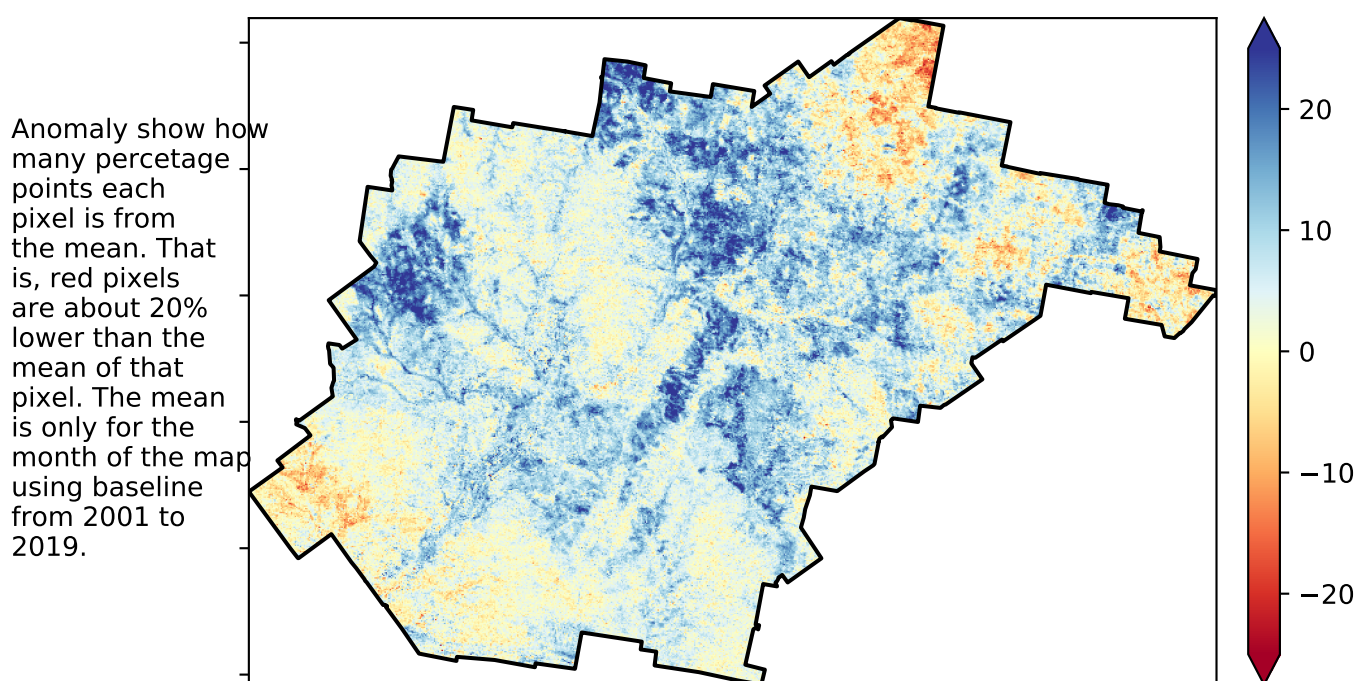 Anomaly show how
many percetage
points each
pixel is from
the mean. That
is, red pixels
are about 20%
lower than the
mean of that
pixel. The mean
is only for the
month of the map
using baseline
from 2001 to
2019.
20
10
0
−10
−20